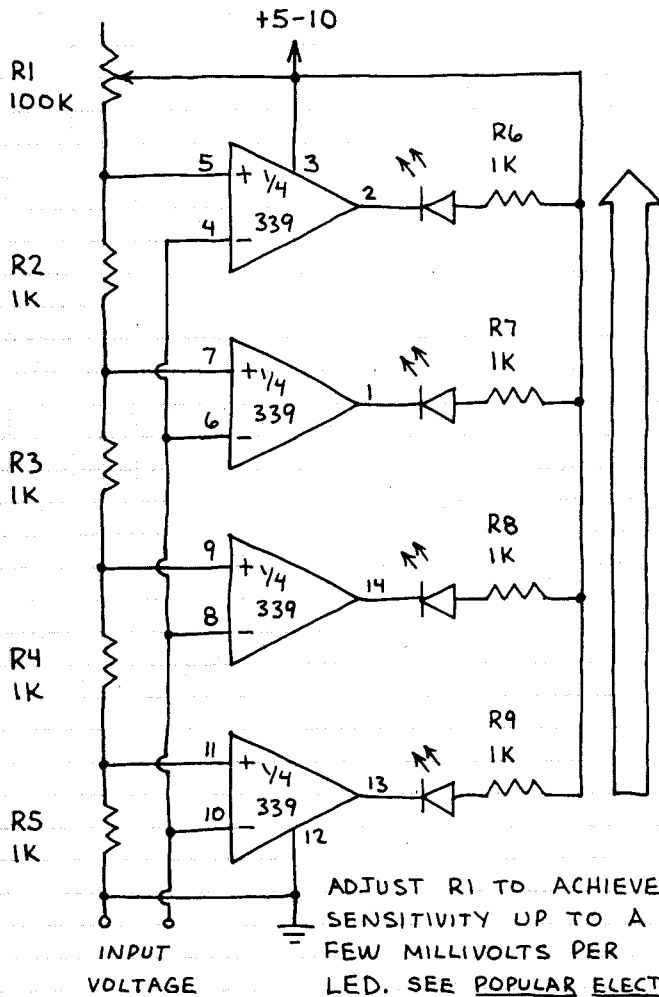 +5-10
R1
100K
R6
1K
5
+
1/4
339
3
2
4
-
R2
1K
R7
1K
7
+
1/4
339
1
6
-
R3
1K
R8
1K
9
+
1/4
339
14
8
-
R4
1K
R9
1K
11
+
1/4
339
13
10
-
12
R5
1K
INPUT
VOLTAGE
ADJUST R1 TO ACHIEVE
SENSITIVITY UP TO A
FEW MILLIVOLTS PER
LED. SEE POPULAR ELECT